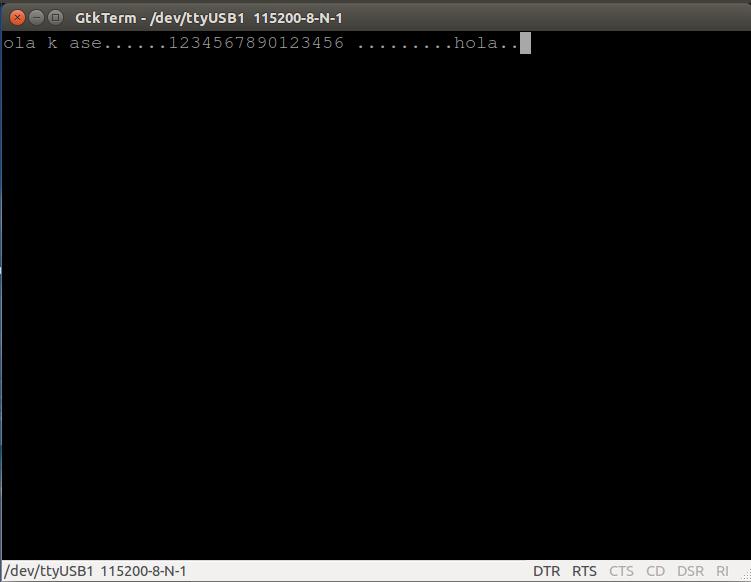 GtkTerm - /dev/ttyUSB1 115200-8-N-1
ola k ase......1234567890123456 .........hola..
/dev/ttyUSB1 115200-8-N-1 DTR RTS CTS CD DSR RI